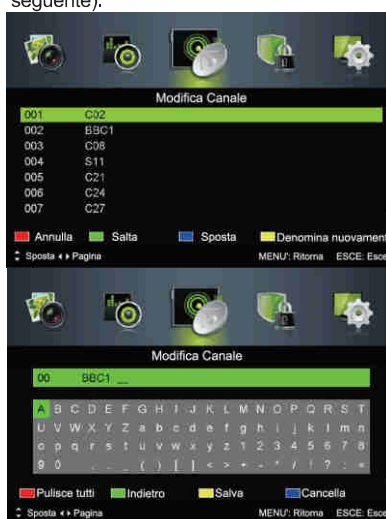 seguente).
Modifica Canale
001 C02
002 BBC1
003 C08
004 S11
005 C21
006 C24
007 C27
Annulla Salta Sposta Denomina nuovament
Sposta Pagina MENU': Ritorna ESCE: Esce
Modifica Canale
00 BBC1 _
A B C D E F G H I J K L M N O P Q R S T
U V W X Y Z a b c d e f g h i j k l m n
o p q r s t u v w x y z 1 2 3 4 5 6 7 8
9 0 . - _ ( ) [ ] < > + - * / ! ? : «
Pulisce tutti Indietro Salva Cancella
Sposta Pagina MENU': Ritorna ESCE: Esce